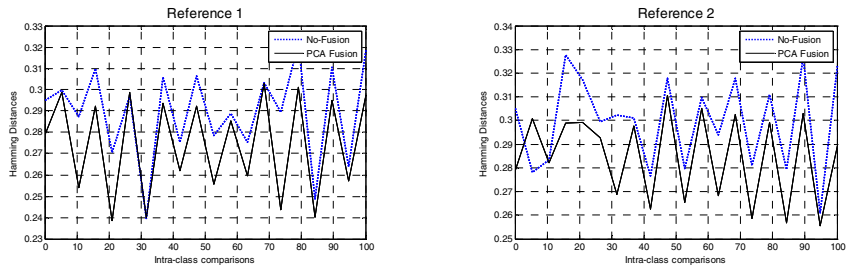 Reference 1
0.33
0.32
0.31
0.3
0.29
0.28
0.27
0.26
0.25
0.24
0.23
Hamming Distances
0 10 20 30 40 50 60 70 80 90 100
Intra-class comparisons
No-Fusion
PCA Fusion
Reference 2
0.34
0.33
0.32
0.31
0.3
0.29
0.28
0.27
0.26
0.25
Hamming Distances
0 10 20 30 40 50 60 70 80 90 100
Intra-class comparisons
No-Fusion
PCA Fusion